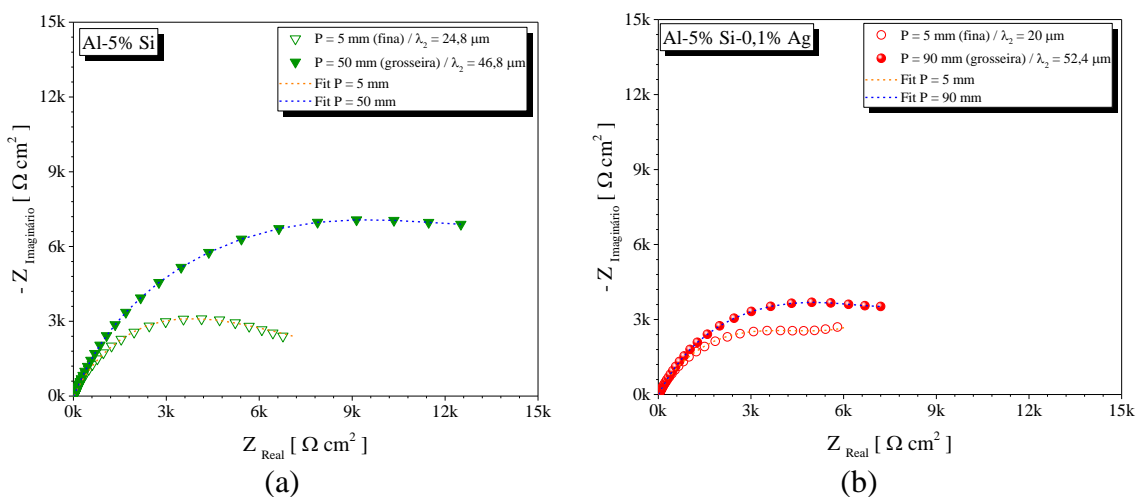 Al-5% Si
P = 5 mm (fina) / λ2 = 24,8 µm
P = 50 mm (grosseira) / λ2 = 46,8 µm
Fit P = 5 mm
Fit P = 50 mm
15k
12k
9k
6k
3k
0k
- Z Imaginário [ Ω cm² ]
0k 3k 6k 9k 12k 15k
Z Real [ Ω cm² ]
(a)
Al-5% Si-0,1% Ag
P = 5 mm (fina) / λ2 = 20 µm
P = 90 mm (grosseira) / λ2 = 52,4 µm
Fit P = 5 mm
Fit P = 90 mm
15k
12k
9k
6k
3k
0k
- Z Imaginário [ Ω cm² ]
0k 3k 6k 9k 12k 15k
Z Real [ Ω cm² ]
(b)